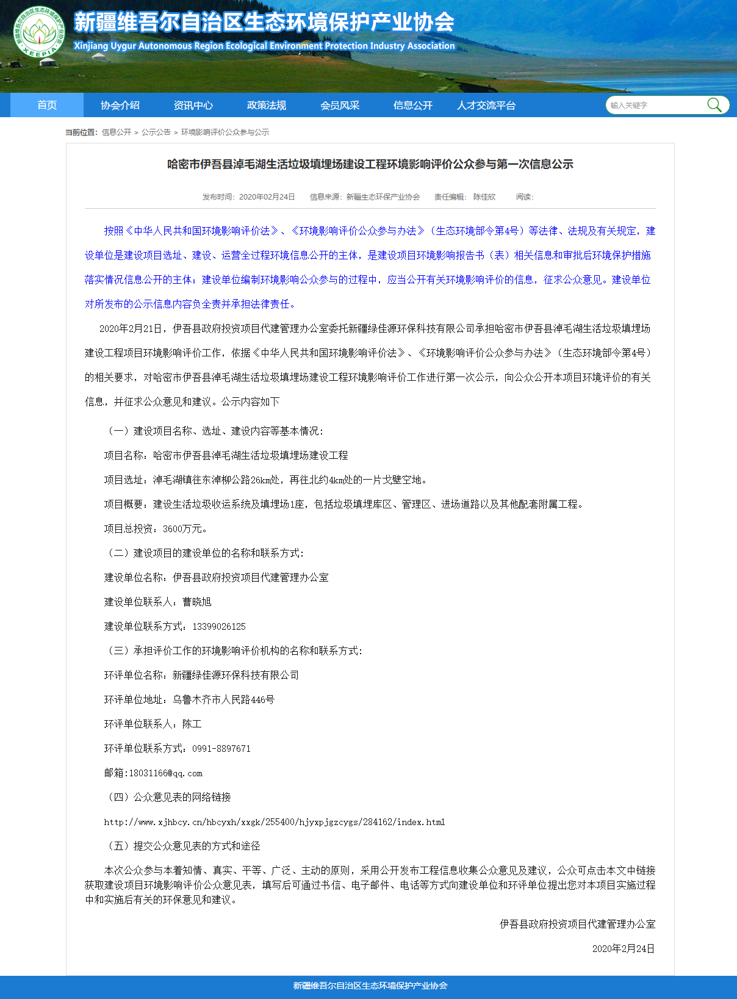 新疆维吾尔自治区生态环境保护产业协会
Xinjiang Uygur Autonomous Region Ecological Environment Protection Industry Association
新疆维吾尔自治区生态环境保护产业协会
XEEPIA
首页 协会介绍 资讯中心 政策法规 会员风采 信息公开 人才交流平台 输入关键字
当前位置：信息公开 > 公示公告 > 环境影响评价公众参与公示
哈密市伊吾县淖毛湖生活垃圾填埋场建设工程环境影响评价公众参与第一次信息公示
发布时间：2020年02月24日 信息来源：新疆生态环保产业协会 责任编辑： 陈佳欣 阅读：
按照《中华人民共和国环境影响评价法》、《环境影响评价公众参与办法》（生态环境部令第4号）等法律、法规及有关规定，建
设单位是建设项目选址、建设、运营全过程环境信息公开的主体，是建设项目环境影响报告书（表）相关信息和审批后环境保护措施
落实情况信息公开的主体；建设单位编制环境影响公众参与的过程中，应当公开有关环境影响评价的信息，征求公众意见。建设单位
对所发布的公示信息内容负全责并承担法律责任。
2020年2月21日，伊吾县政府投资项目代建管理办公室委托新疆绿佳源环保科技有限公司承担哈密市伊吾县淖毛湖生活垃圾填埋场
建设工程项目环境影响评价工作，依据《中华人民共和国环境影响评价法》、《环境影响评价公众参与办法》（生态环境部令第4号）
的相关要求，对哈密市伊吾县淖毛湖生活垃圾填埋场建设工程环境影响评价工作进行第一次公示，向公众公开本项目环境评价的有关
信息，并征求公众意见和建议。公示内容如下
（一）建设项目名称、选址、建设内容等基本情况:
项目名称：哈密市伊吾县淖毛湖生活垃圾填埋场建设工程
项目选址：淖毛湖镇往东淖柳公路26km处，再往北约4km处的一片戈壁空地。
项目概要：建设生活垃圾收运系统及填埋场1座，包括垃圾填埋库区、管理区、进场道路以及其他配套附属工程。
项目总投资：3600万元。
（二）建设项目的建设单位的名称和联系方式:
建设单位名称：伊吾县政府投资项目代建管理办公室
建设单位联系人：曹晓旭
建设单位联系方式：13399026125
（三）承担评价工作的环境影响评价机构的名称和联系方式:
环评单位名称：新疆绿佳源环保科技有限公司
环评单位地址：乌鲁木齐市人民路446号
环评单位联系人：陈工
环评单位联系方式：0991-8897671
邮箱:18031166@qq.com
（四）公众意见表的网络链接
http://www.xjhbcy.cn/hbcyxh/xxgk/255400/hjyxpjgzcygs/284162/index.html
（五）提交公众意见表的方式和途径
本次公众参与本着知情、真实、平等、广泛、主动的原则，采用公开发布工程信息收集公众意见及建议，公众可点击本文中链接
获取建设项目环境影响评价公众意见表，填写后可通过书信、电子邮件、电话等方式向建设单位和环评单位提出您对本项目实施过程
中和实施后有关的环保意见和建议。
伊吾县政府投资项目代建管理办公室
2020年2月24日
新疆维吾尔自治区生态环境保护产业协会